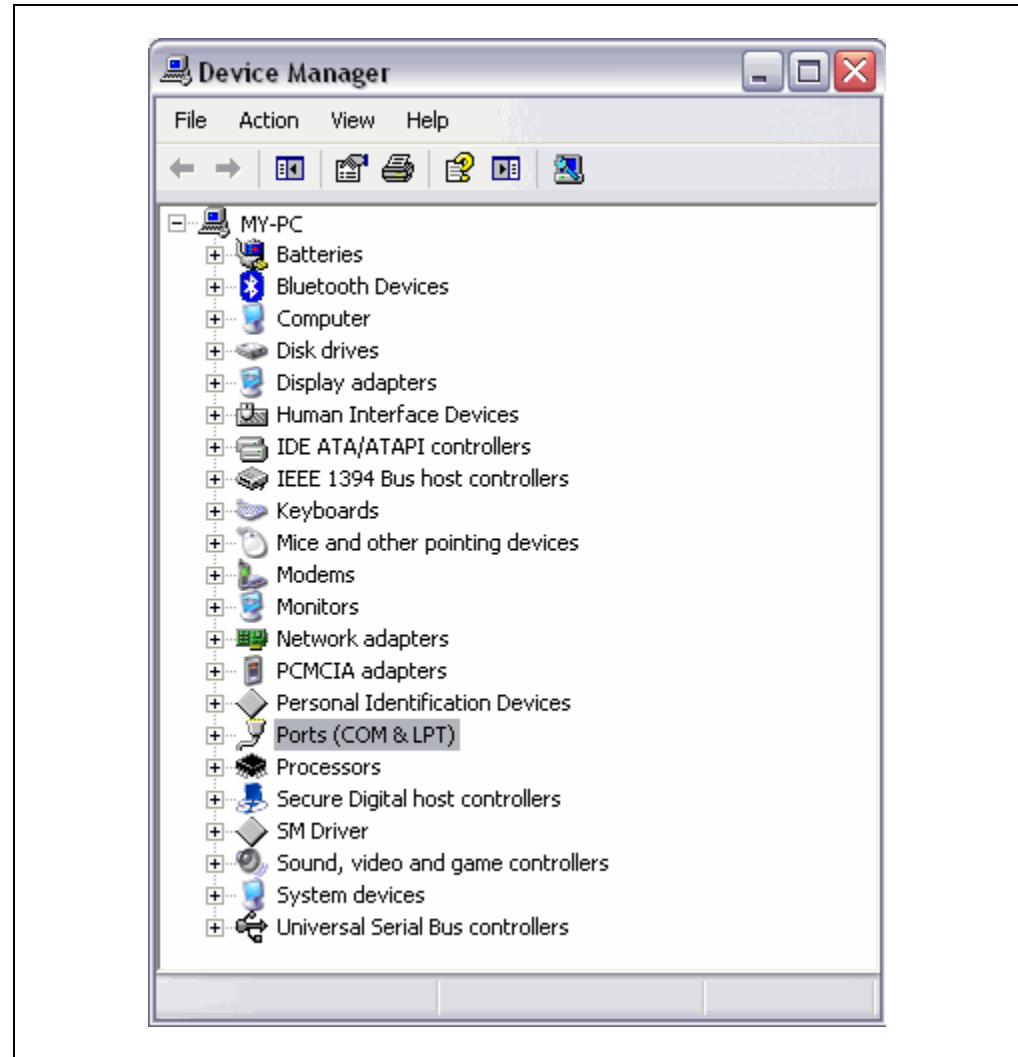 Device Manager
File Action View Help
MY-PC
Batteries
Bluetooth Devices
Computer
Disk drives
Display adapters
Human Interface Devices
IDE ATA/ATAPI controllers
IEEE 1394 Bus host controllers
Keyboards
Mice and other pointing devices
Modems
Monitors
Network adapters
PCMCIA adapters
Personal Identification Devices
Ports (COM & LPT)
Processors
Secure Digital host controllers
SM Driver
Sound, video and game controllers
System devices
Universal Serial Bus controllers